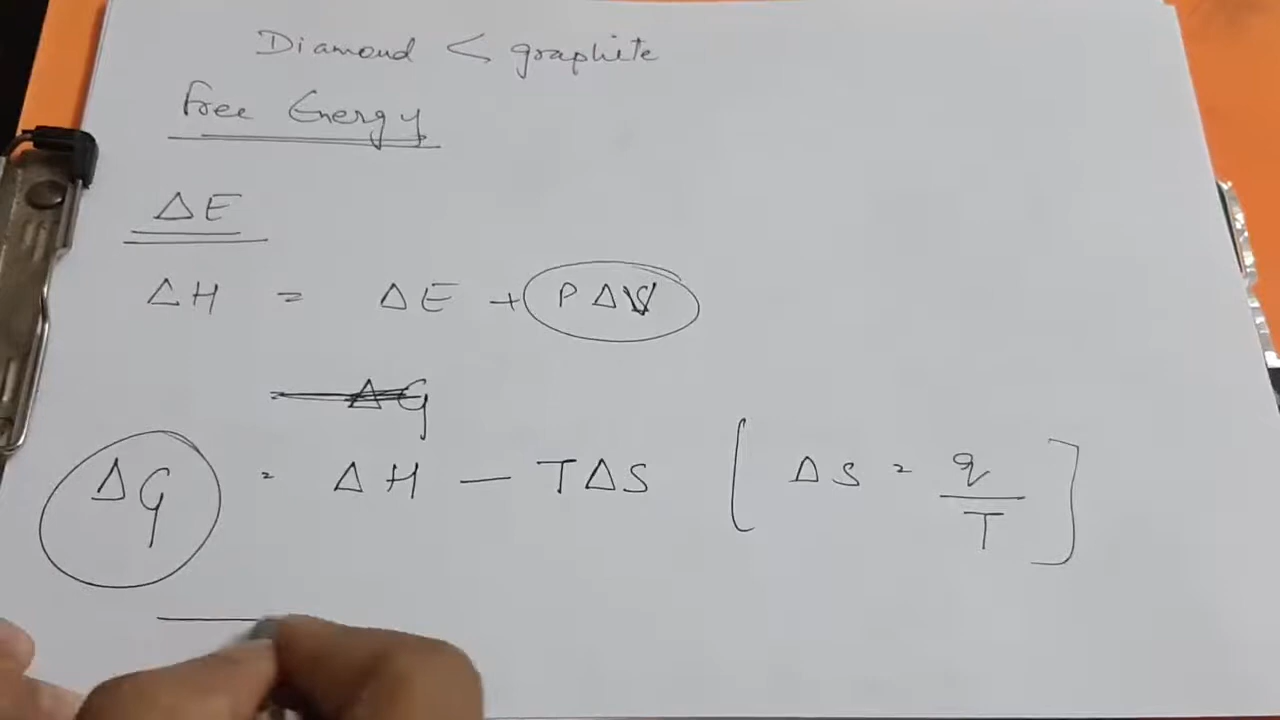 Diamond < graphite
Free Energy
ΔE
ΔH = ΔE + PΔV
ΔG
ΔG = ΔH — TΔS [ ΔS = q/T ]